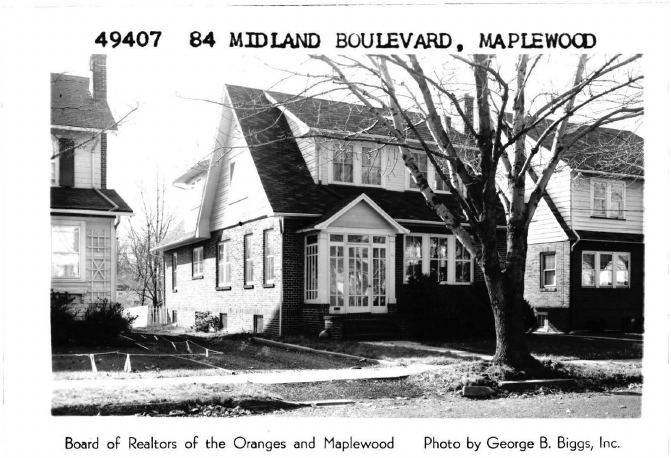 49407 84 MIDLAND BOULEVARD, MAPLEWOOD
Board of Realtors of the Oranges and Maplewood Photo by George B. Biggs, Inc.